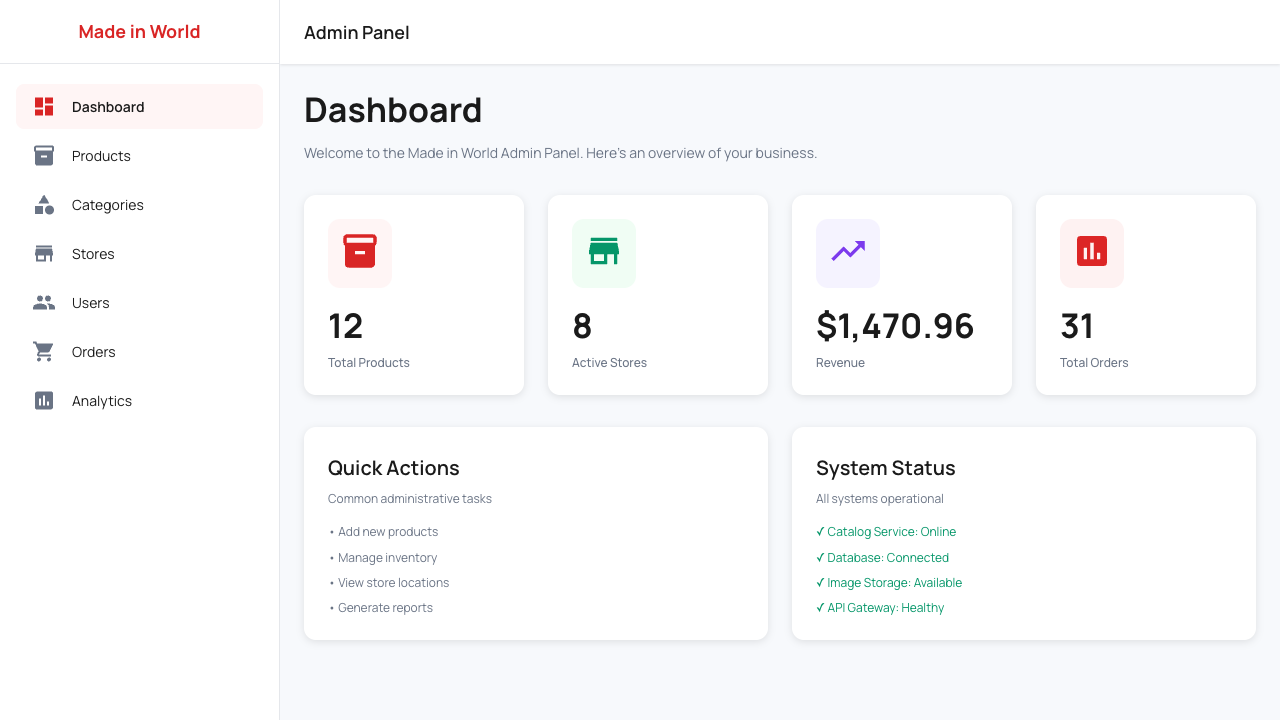 Made in World
Admin Panel
Dashboard
Products
Categories
Stores
Users
Orders
Analytics
Dashboard
Welcome to the Made in World Admin Panel. Here's an overview of your business.
12
Total Products
8
Active Stores
$1,470.96
Revenue
31
Total Orders
Quick Actions
Common administrative tasks
• Add new products
• Manage inventory
• View store locations
• Generate reports
System Status
All systems operational
✓ Catalog Service: Online
✓ Database: Connected
✓ Image Storage: Available
✓ API Gateway: Healthy